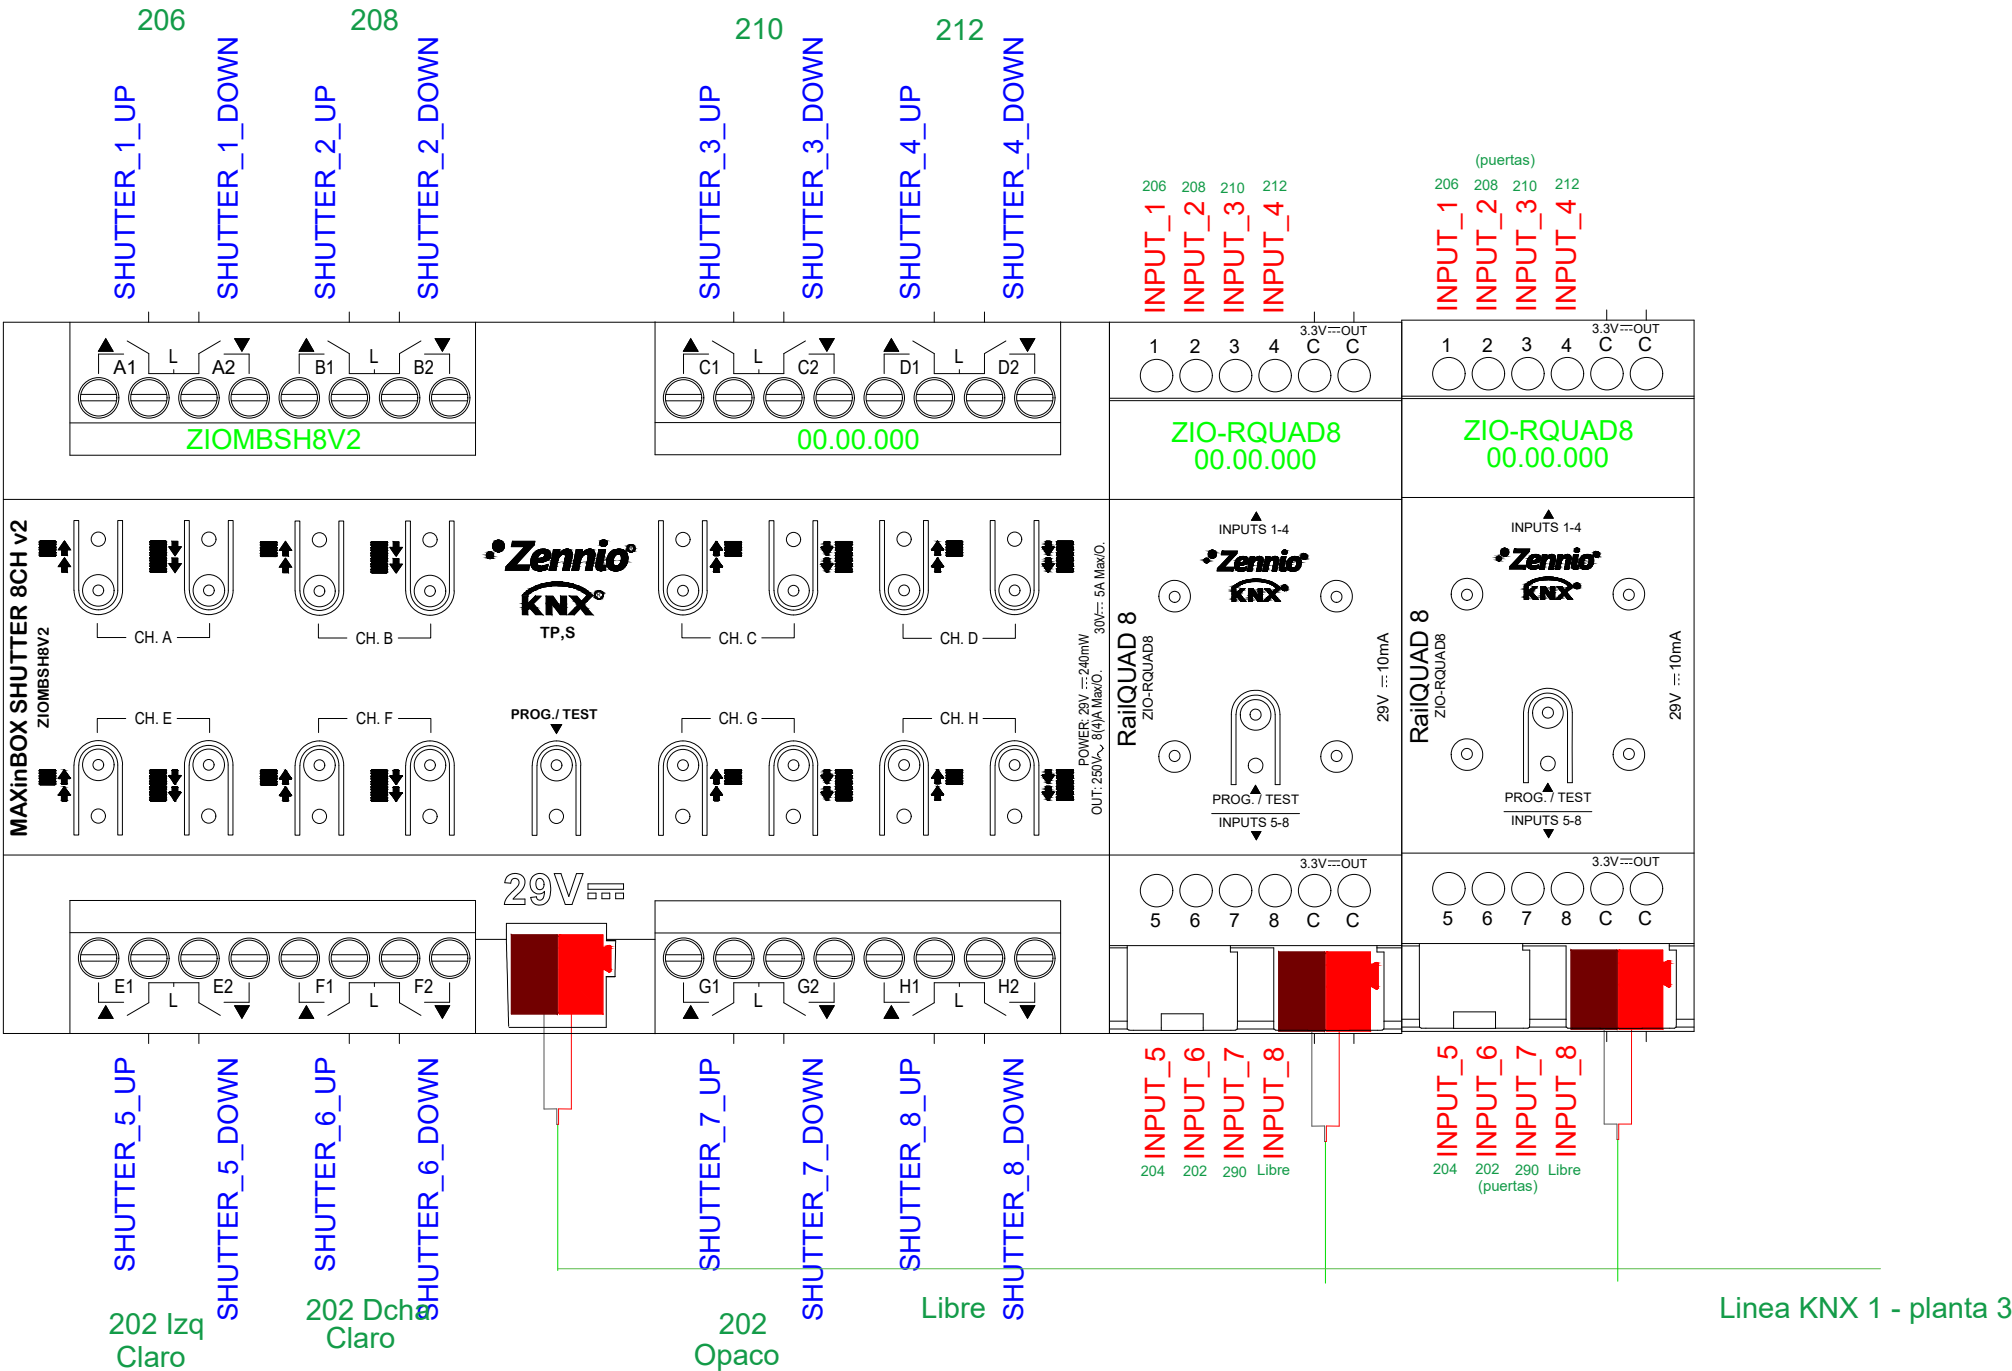 206
208
210
212
SHUTTER_1_UP
SHUTTER_1_DOWN
SHUTTER_2_UP
SHUTTER_2_DOWN
SHUTTER_3_UP
SHUTTER_3_DOWN
SHUTTER_4_UP
SHUTTER_4_DOWN
(puertas)
206 208 210 212
206 208 210 212
INPUT_1
INPUT_2
INPUT_3
INPUT_4
INPUT_1
INPUT_2
INPUT_3
INPUT_4
3.3V OUT
3.3V OUT
1 2 3 4 C C
1 2 3 4 C C
A1 L A2 B1 L B2
C1 L C2 D1 L D2
ZIOMBSH8V2
00.00.000
ZIO-RQUAD8
00.00.000
ZIO-RQUAD8
00.00.000
MAXinBOX SHUTTER 8CH v2
ZIOMBSH8V2
Zennio
KNX
TP,S
CH. A
CH. B
CH. C
CH. D
CH. E
CH. F
PROG./ TEST
CH. G
CH. H
POWER: 29V 240mW
OUT: 250V 8(4)A Max/O. 30V 5A Max/O.
INPUTS 1-4
Zennio
KNX
RailQUAD 8
ZIO-RQUAD8
29V 10mA
PROG. / TEST
INPUTS 5-8
INPUTS 1-4
Zennio
KNX
RailQUAD 8
ZIO-RQUAD8
29V 10mA
PROG. / TEST
INPUTS 5-8
29V
3.3V OUT
3.3V OUT
5 6 7 8 C C
5 6 7 8 C C
E1 L E2 F1 L F2
G1 L G2 H1 L H2
SHUTTER_5_UP
SHUTTER_5_DOWN
SHUTTER_6_UP
SHUTTER_6_DOWN
SHUTTER_7_UP
SHUTTER_7_DOWN
SHUTTER_8_UP
SHUTTER_8_DOWN
INPUT_5
INPUT_6
INPUT_7
INPUT_8
INPUT_5
INPUT_6
INPUT_7
INPUT_8
204 202 290 Libre
204 202 290 Libre
(puertas)
202 Izq
Claro
202 Dcha
Claro
202
Opaco
Libre
Linea KNX 1 - planta 3